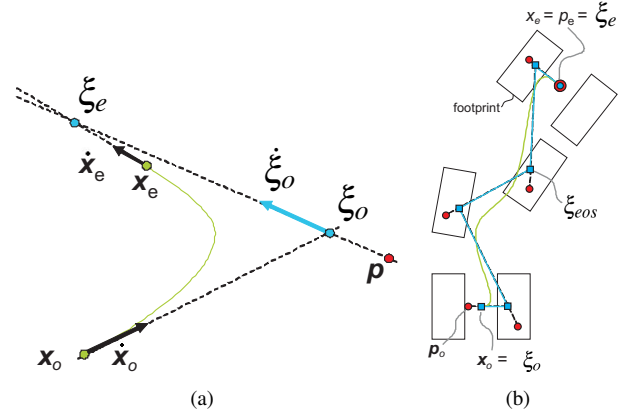 xₑ = pₑ = ξₑ
footprint
ξₑ
ẋₑ
xₑ
ξ̇ₒ
ξₒ
p
xₒ
ẋₒ
ξₑₒₛ
pₒ
xₒ = ξₒ
(a)
(b)